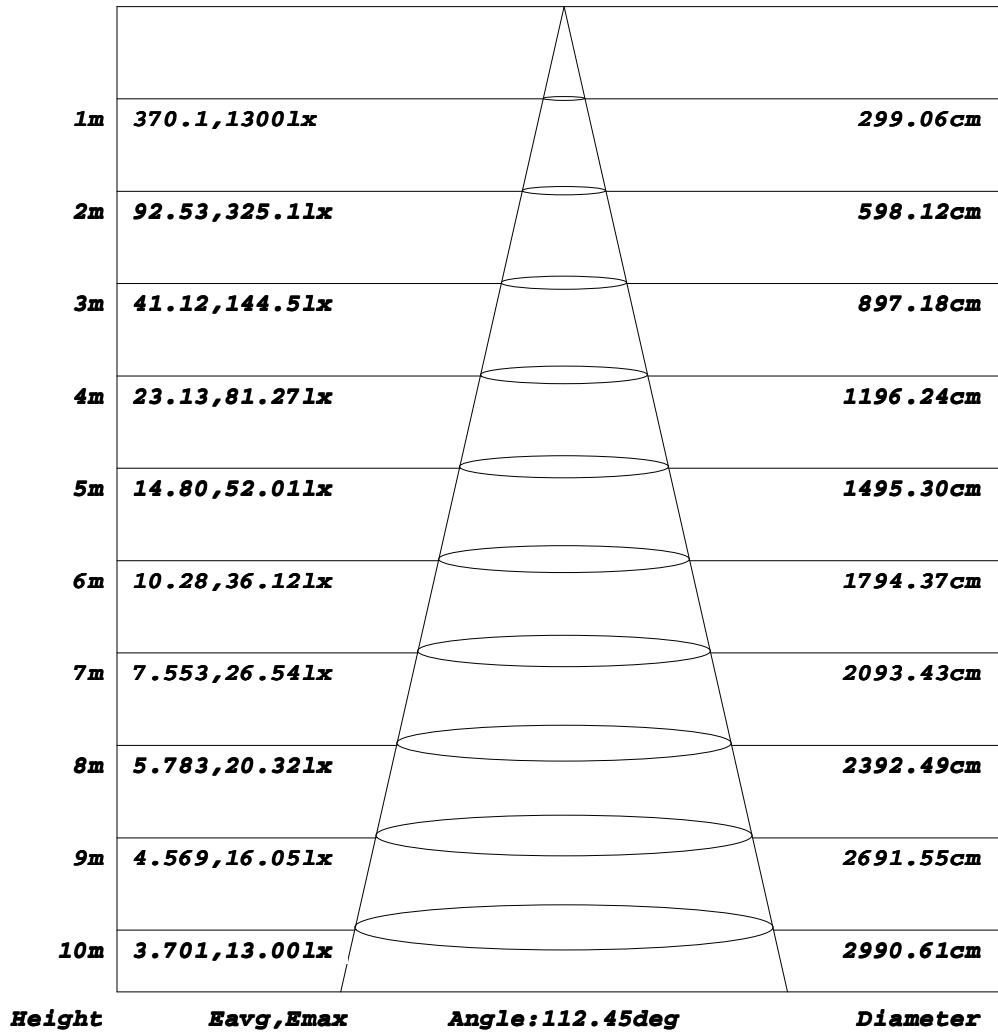 1m 370.1,1300lx 299.06cm
2m 92.53,325.1lx 598.12cm
3m 41.12,144.5lx 897.18cm
4m 23.13,81.27lx 1196.24cm
5m 14.80,52.01lx 1495.30cm
6m 10.28,36.12lx 1794.37cm
7m 7.553,26.54lx 2093.43cm
8m 5.783,20.32lx 2392.49cm
9m 4.569,16.05lx 2691.55cm
10m 3.701,13.00lx 2990.61cm
Height Eavg,Emax Angle:112.45deg Diameter